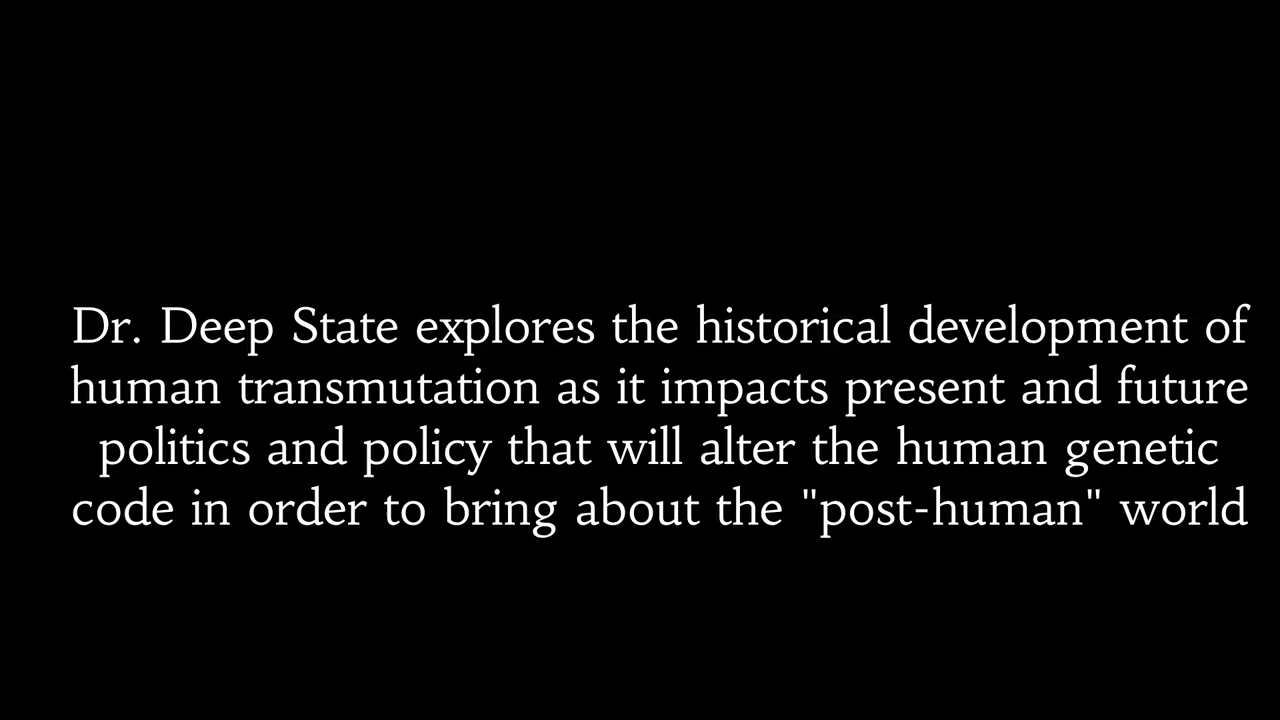 Dr. Deep State explores the historical development of
human transmutation as it impacts present and future
politics and policy that will alter the human genetic
code in order to bring about the "post-human" world